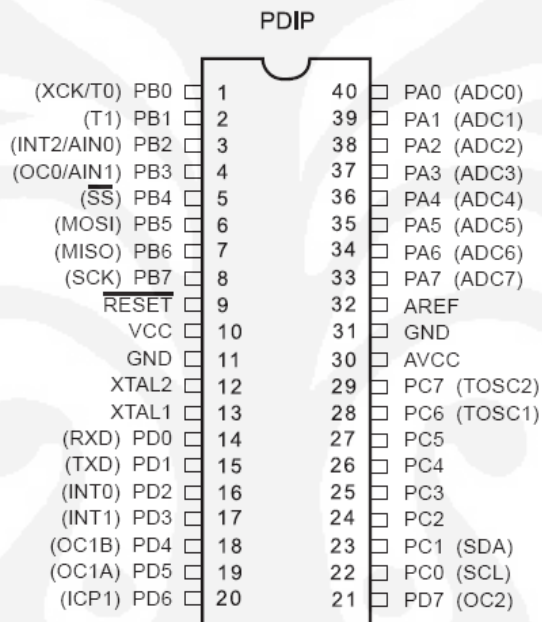 PDIP
(XCK/T0) PB0 1 40 PA0 (ADC0)
(T1) PB1 2 39 PA1 (ADC1)
(INT2/AIN0) PB2 3 38 PA2 (ADC2)
(OC0/AIN1) PB3 4 37 PA3 (ADC3)
(SS) PB4 5 36 PA4 (ADC4)
(MOSI) PB5 6 35 PA5 (ADC5)
(MISO) PB6 7 34 PA6 (ADC6)
(SCK) PB7 8 33 PA7 (ADC7)
RESET 9 32 AREF
VCC 10 31 GND
GND 11 30 AVCC
XTAL2 12 29 PC7 (TOSC2)
XTAL1 13 28 PC6 (TOSC1)
(RXD) PD0 14 27 PC5
(TXD) PD1 15 26 PC4
(INT0) PD2 16 25 PC3
(INT1) PD3 17 24 PC2
(OC1B) PD4 18 23 PC1 (SDA)
(OC1A) PD5 19 22 PC0 (SCL)
(ICP1) PD6 20 21 PD7 (OC2)